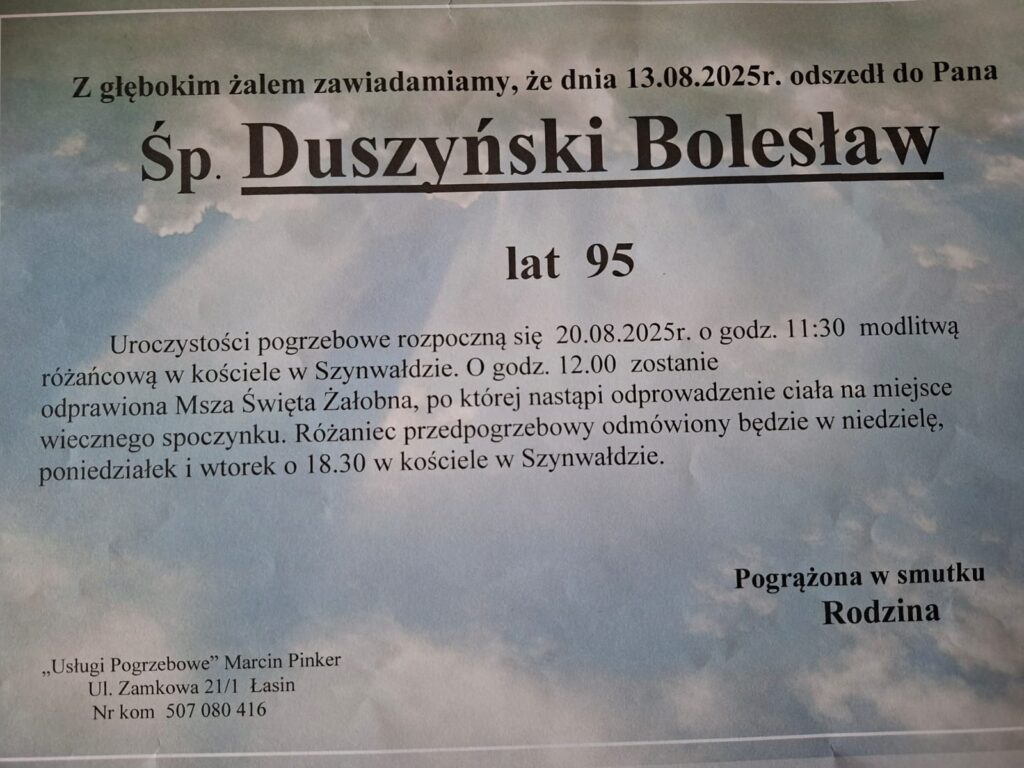 Z głębokim żalem zawiadamiamy, że dnia 13.08.2025r. odszedł do Pana
Śp. Duszyński Bolesław
lat 95
Uroczystości pogrzebowe rozpoczną się 20.08.2025r. o godz. 11:30 modlitwą
różańcową w kościele w Szynwałdzie. O godz. 12.00 zostanie
odprawiona Msza Święta Żałobna, po której nastąpi odprowadzenie ciała na miejsce
wiecznego spoczynku. Różaniec przedpogrzebowy odmówiony będzie w niedzielę,
poniedziałek i wtorek o 18.30 w kościele w Szynwałdzie.
Pogrążona w smutku
Rodzina
„Usługi Pogrzebowe” Marcin Pinker
Ul. Zamkowa 21/1 Łasin
Nr kom 507 080 416